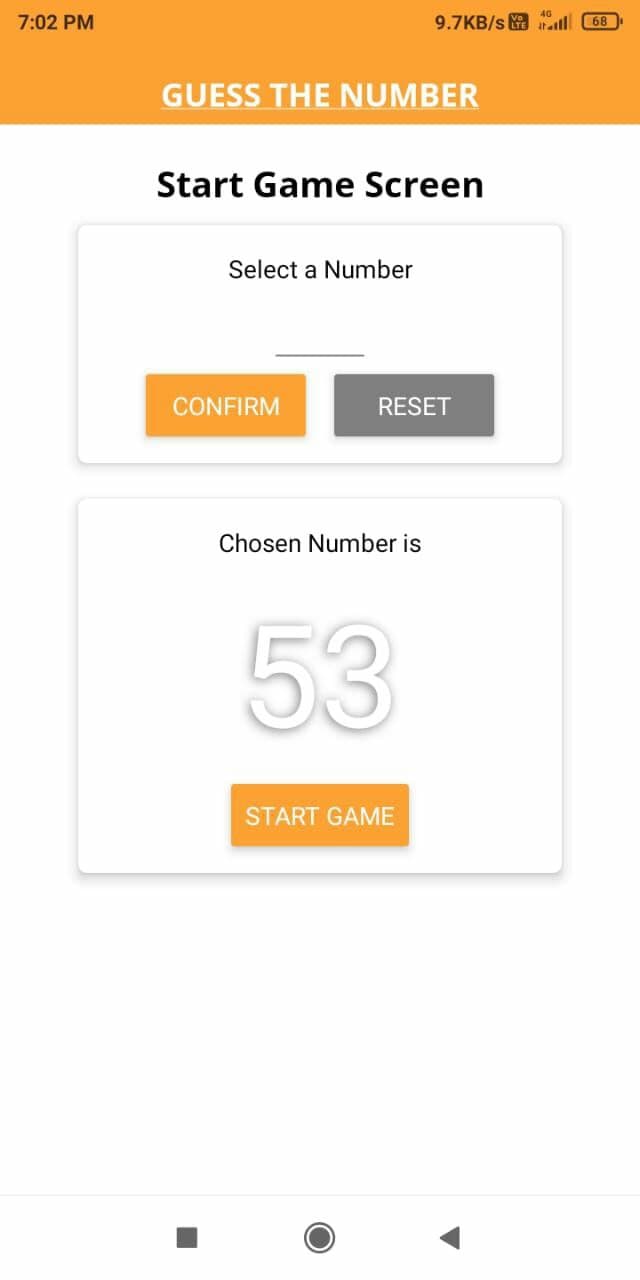 7:02 PM 9.7KB/s Vo LTE 4G 68
GUESS THE NUMBER
Start Game Screen
Select a Number
CONFIRM RESET
Chosen Number is
53
START GAME